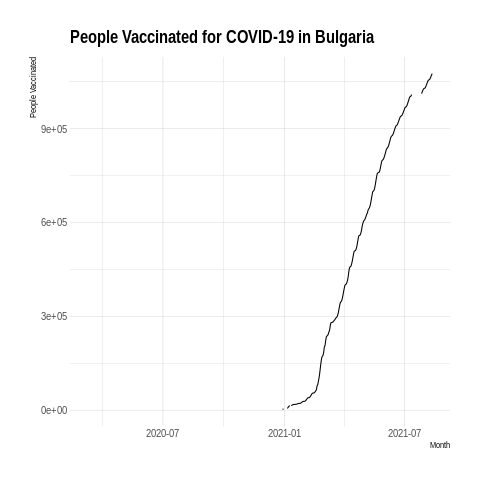 People Vaccinated for COVID-19 in Bulgaria
People Vaccinated
9e+05
6e+05
3e+05
0e+00
2020-07
2021-01
2021-07
Month